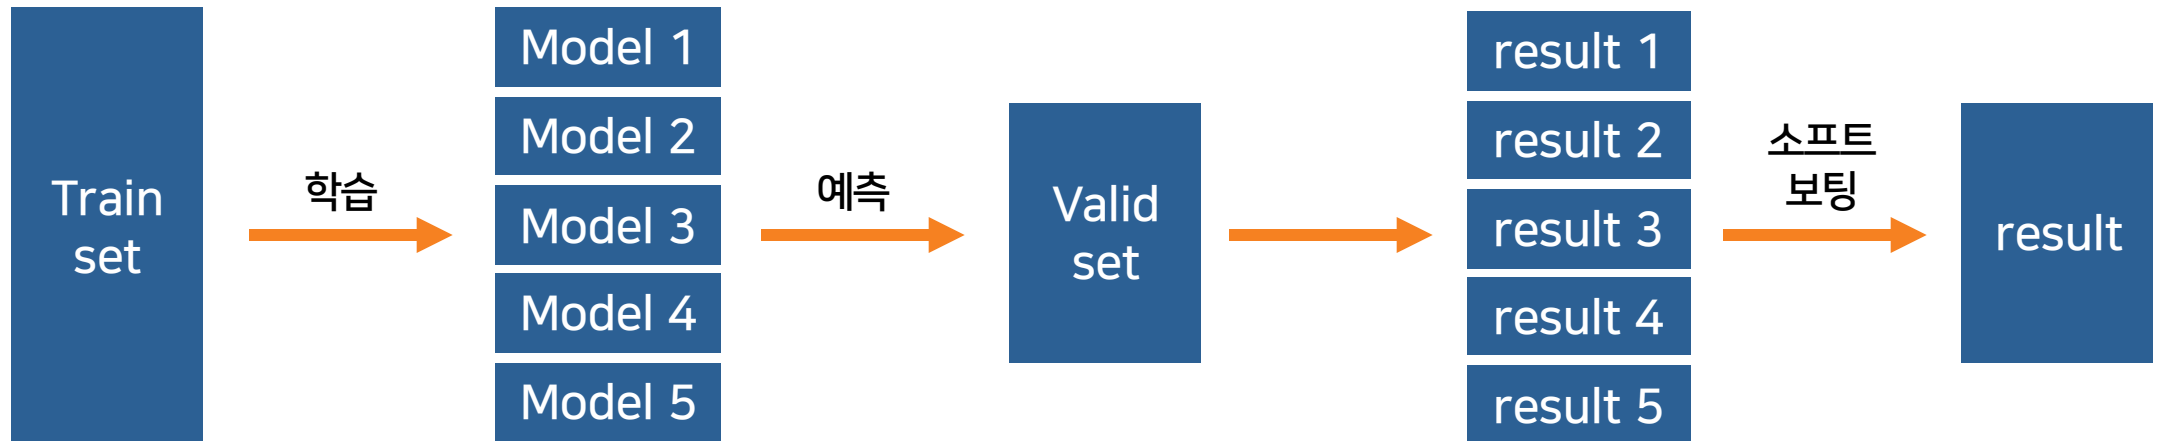 Train
set
학습
Model 1
Model 2
Model 3
Model 4
Model 5
예측
Valid
set
result 1
result 2
result 3
result 4
result 5
소프트
보팅
result